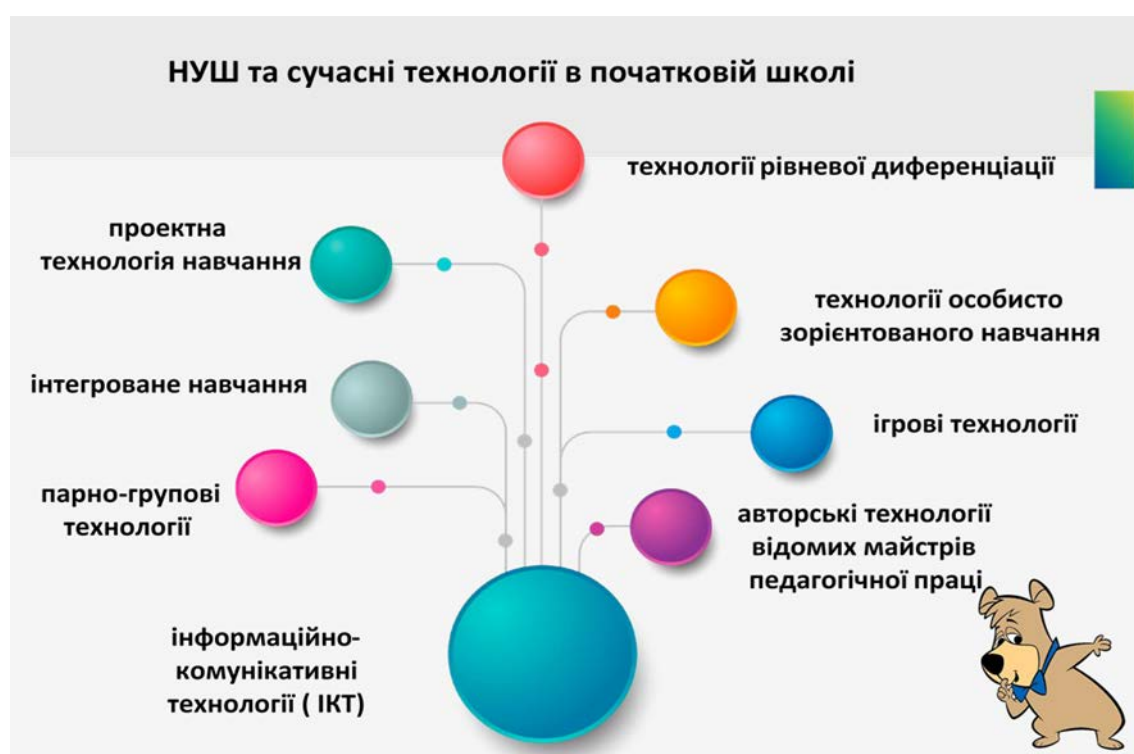 НУШ та сучасні технології в початковій школі
технології рівневої диференціації
проектна
технологія навчання
технології особисто
зорієнтованого навчання
інтегроване навчання
ігрові технології
парно-групові
технології
авторські технології
відомих майстрів
педагогічної праці
інформаційно-
комунікативні
технології ( ІКТ)